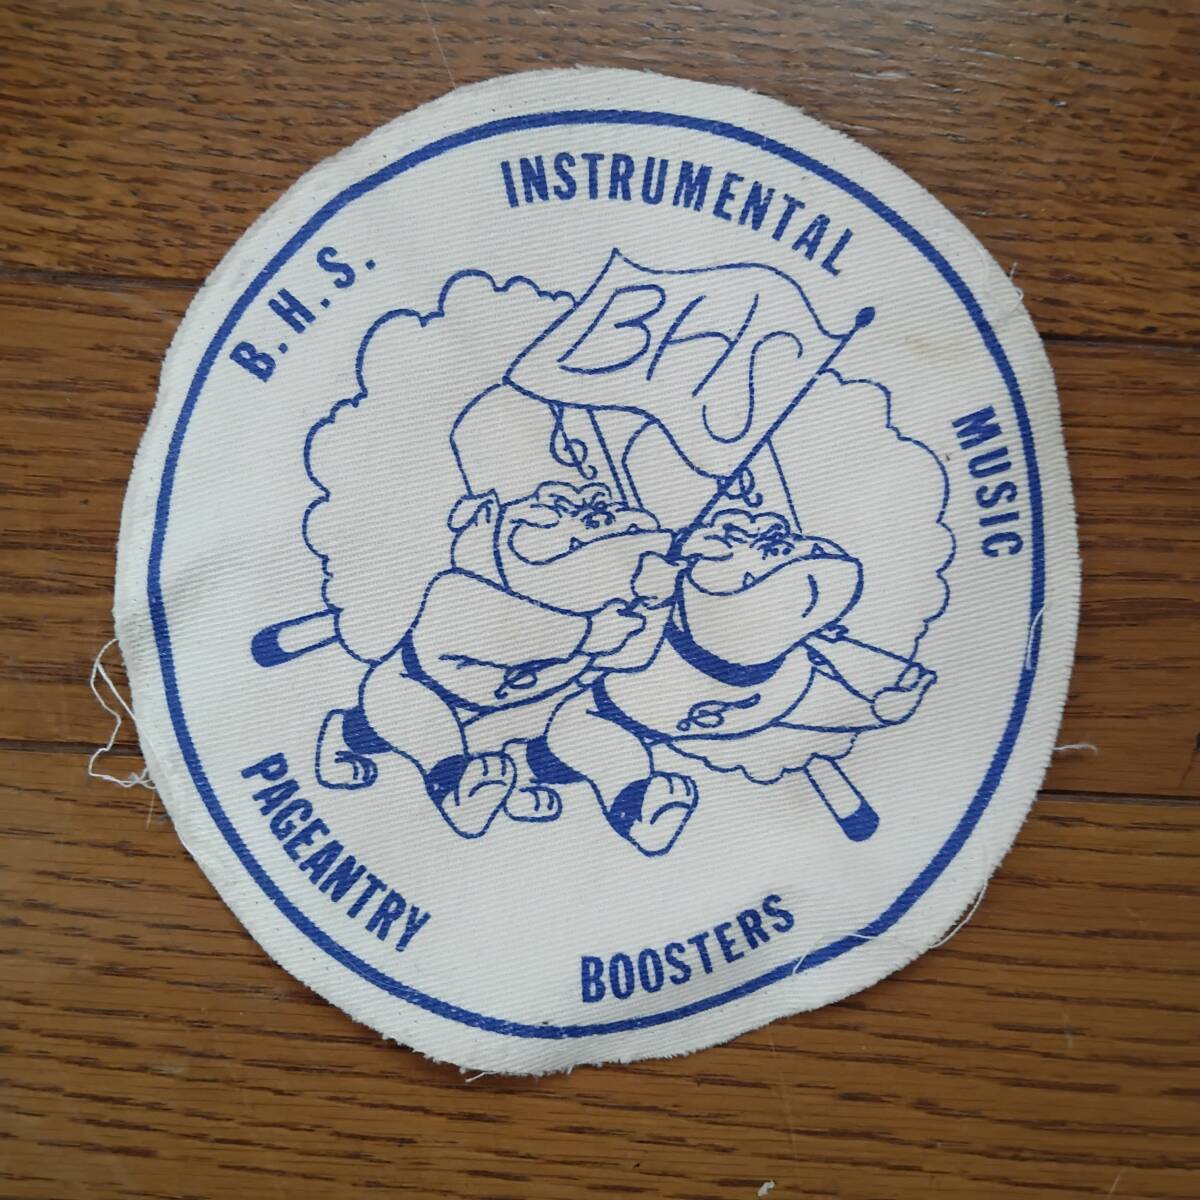 B.H.S.
INSTRUMENTAL
MUSIC
BHS
PAGEANTRY
BOOSTERS